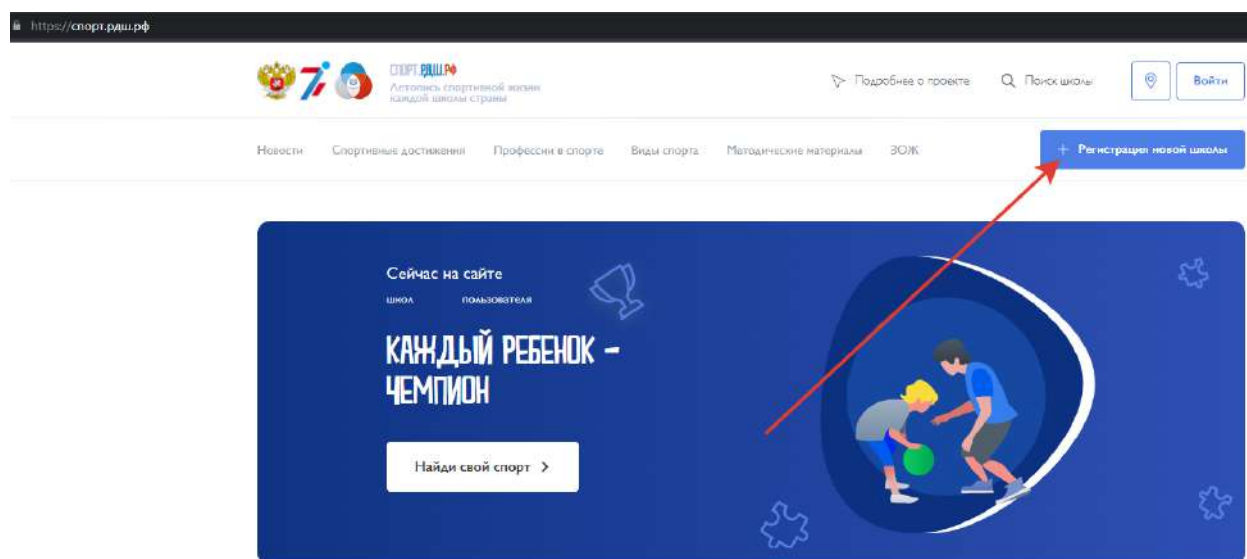 https://спорт.рдш.рф
СПОРТ.РДШ.РФ
Летопись спортивной жизни
каждой школы страны
Подробнее о проекте
Поиск школы
Войти
Новости
Спортивные достижения
Профессии в спорте
Виды спорта
Методические материалы
ЗОЖ
+ Регистрация новой школы
Сейчас на сайте
школ
пользователя
КАЖДЫЙ РЕБЕНОК –
ЧЕМПИОН
Найди свой спорт >